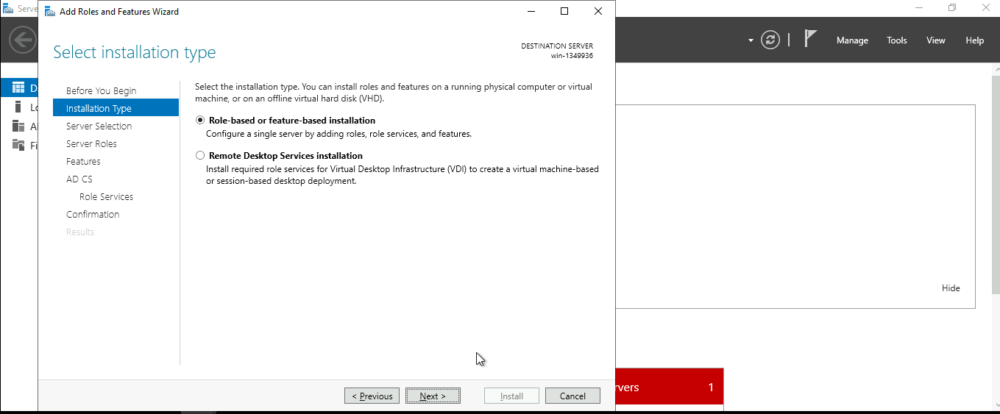 Serve
Add Roles and Features Wizard
Manage
Tools
View
Help
Select installation type
DESTINATION SERVER
win-1349936
Before You Begin
Installation Type
Server Selection
Server Roles
Features
AD CS
Role Services
Confirmation
Results
Select the installation type. You can install roles and features on a running physical computer or virtual
machine, or on an offline virtual hard disk (VHD).
Role-based or feature-based installation
Configure a single server by adding roles, role services, and features.
Remote Desktop Services installation
Install required role services for Virtual Desktop Infrastructure (VDI) to create a virtual machine-based
or session-based desktop deployment.
Hide
rvers 1
< Previous
Next >
Install
Cancel